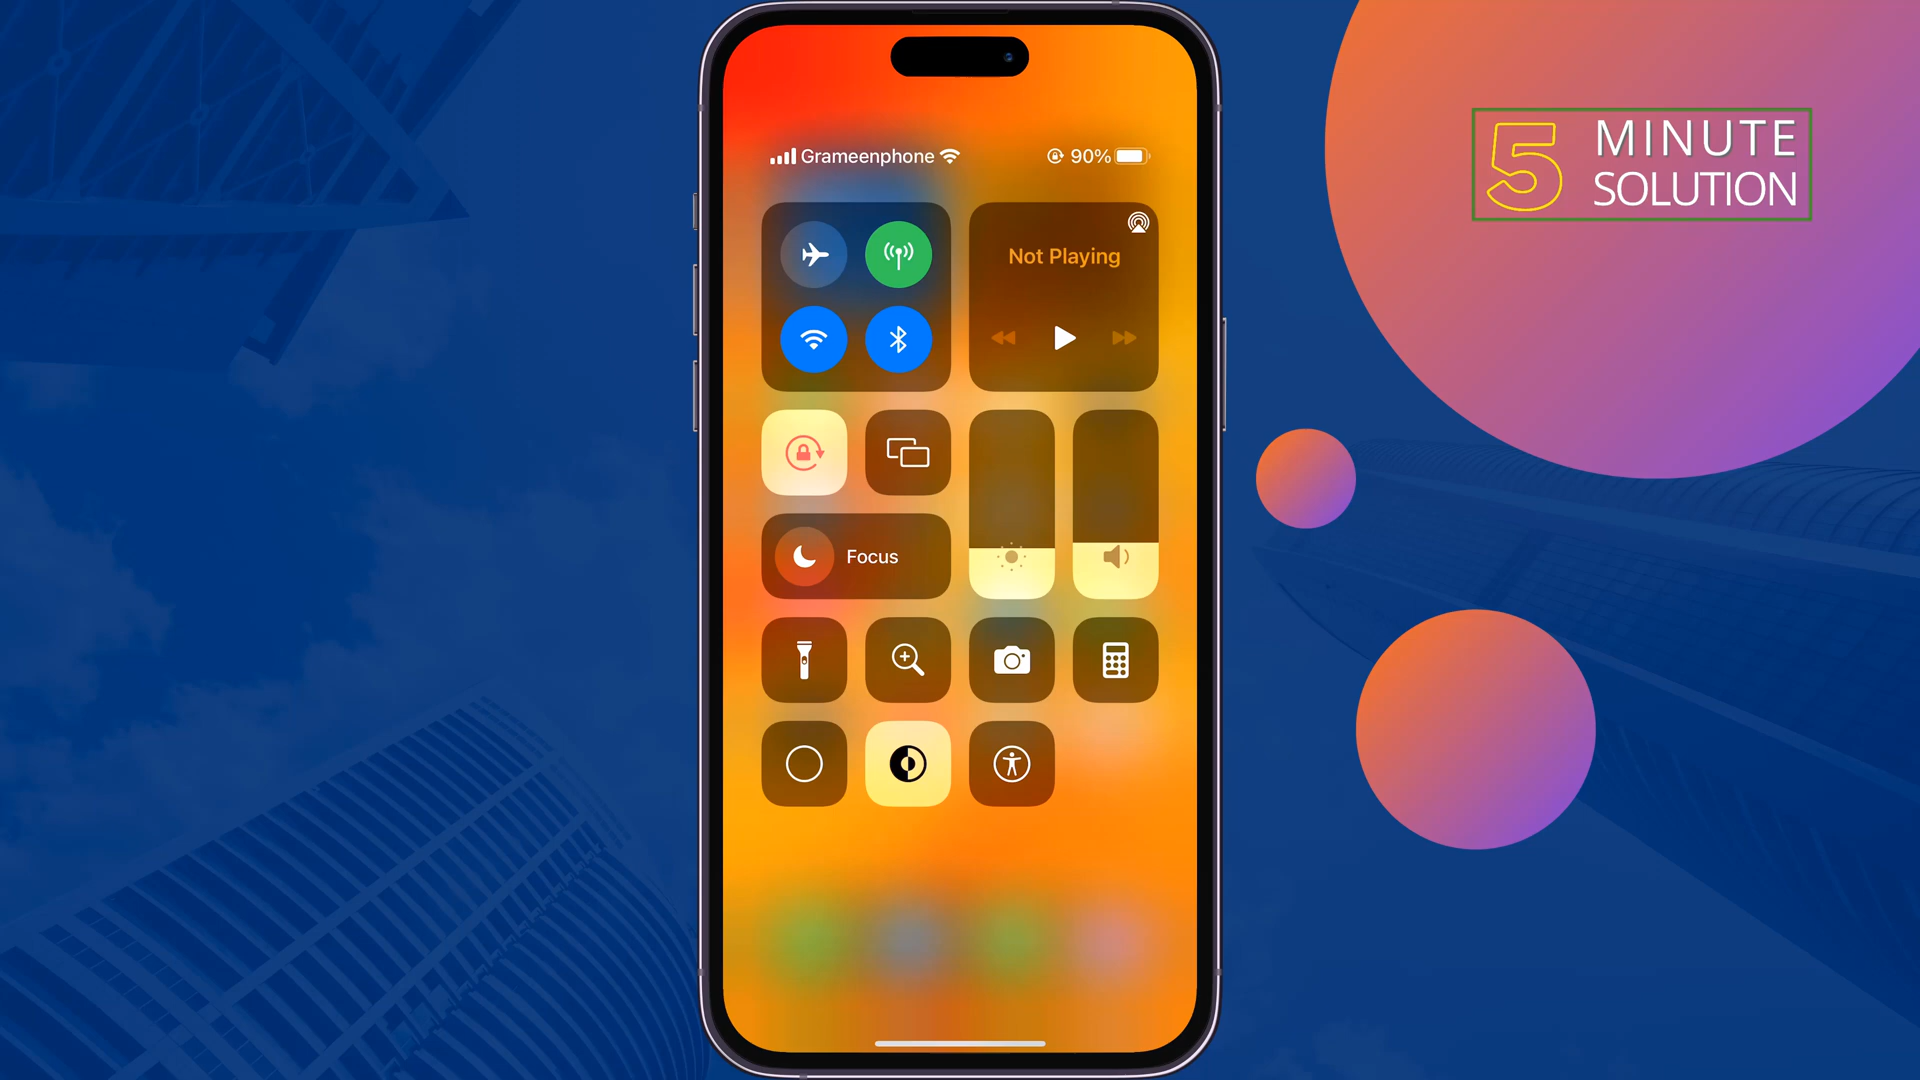 Grameenphone
90%
Not Playing
Focus
5 MINUTE
SOLUTION